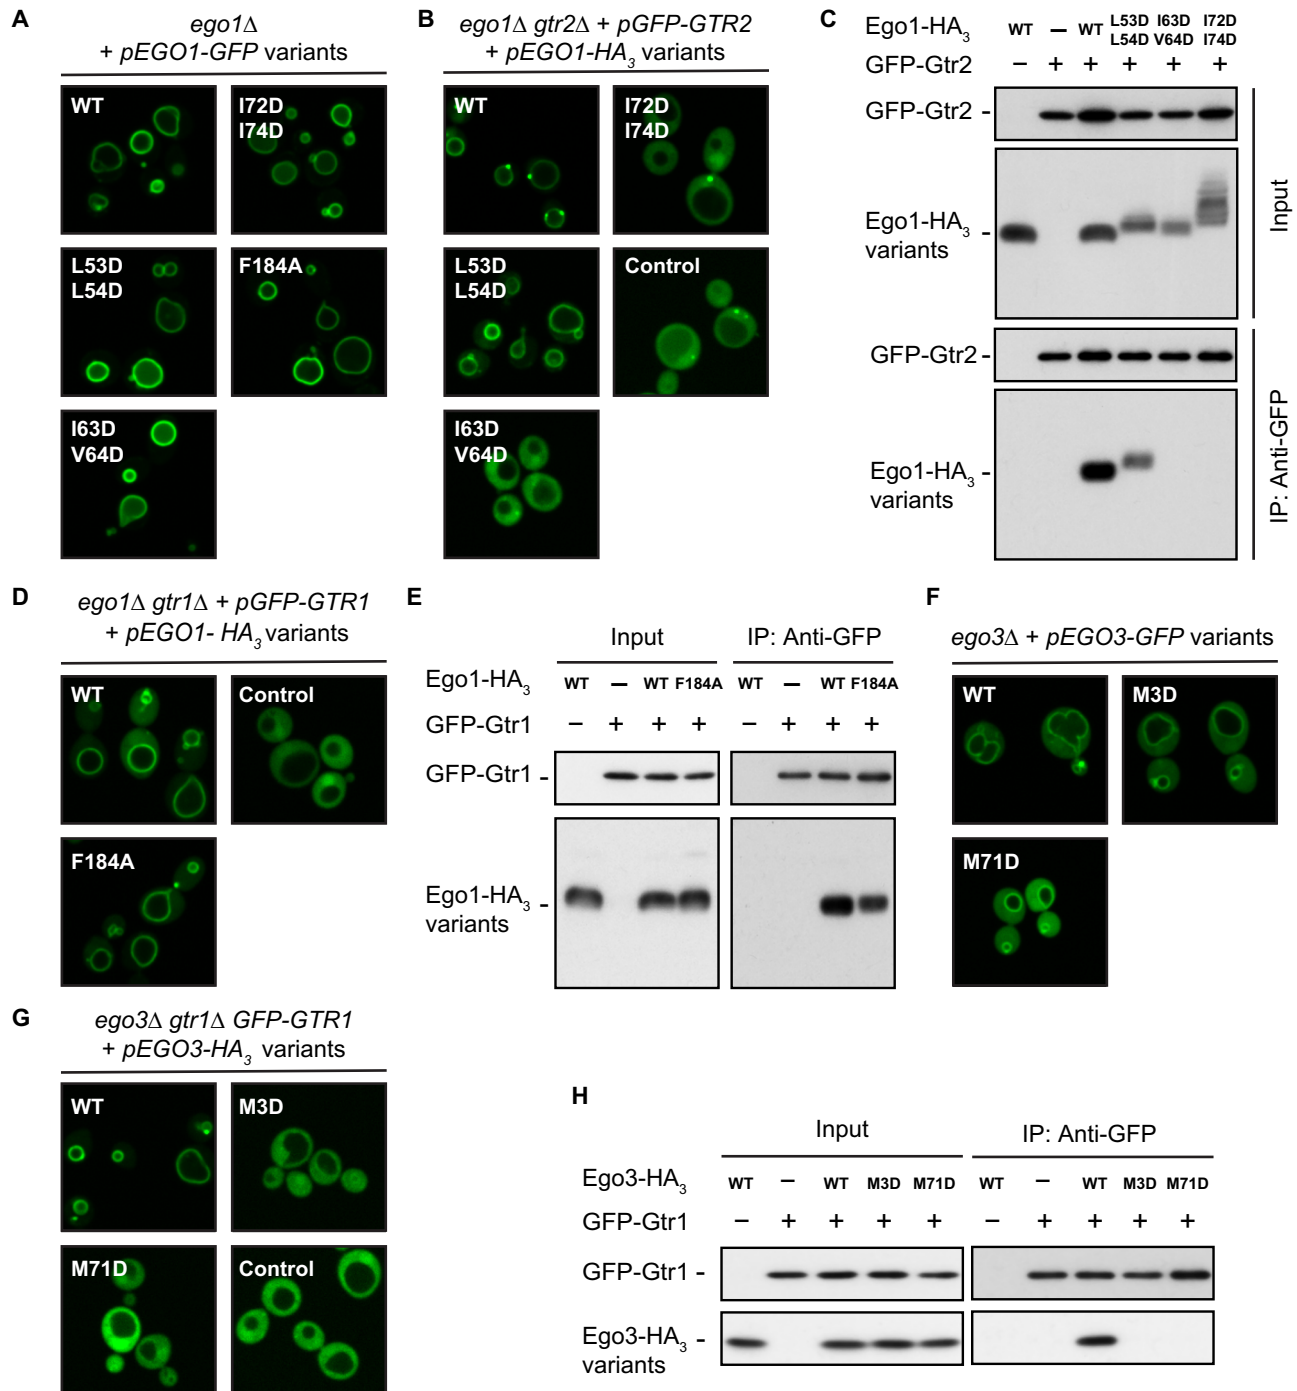 A
ego1Δ
+ pEGO1-GFP variants
WT
I72D
I74D
L53D
L54D
F184A
I63D
V64D
B
ego1Δ gtr2Δ + pGFP-GTR2
+ pEGO1-HA3 variants
WT
I72D
I74D
L53D
L54D
Control
I63D
V64D
C
Ego1-HA3 WT – WT L53D L54D I63D V64D I72D I74D
GFP-Gtr2 – + + + + +
GFP-Gtr2 -
Ego1-HA3 -
variants
Input
GFP-Gtr2 -
Ego1-HA3 -
variants
IP: Anti-GFP
D
ego1Δ gtr1Δ + pGFP-GTR1
+ pEGO1- HA3 variants
WT
Control
F184A
E
Input IP: Anti-GFP
Ego1-HA3 WT – WT F184A WT – WT F184A
GFP-Gtr1 – + + + – + + +
GFP-Gtr1 -
Ego1-HA3 -
variants
F
ego3Δ + pEGO3-GFP variants
WT
M3D
M71D
G
ego3Δ gtr1Δ GFP-GTR1
+ pEGO3-HA3 variants
WT
M3D
M71D
Control
H
Input IP: Anti-GFP
Ego3-HA3 WT – WT M3D M71D WT – WT M3D M71D
GFP-Gtr1 – + + + + – + + + +
GFP-Gtr1 -
Ego3-HA3 -
variants